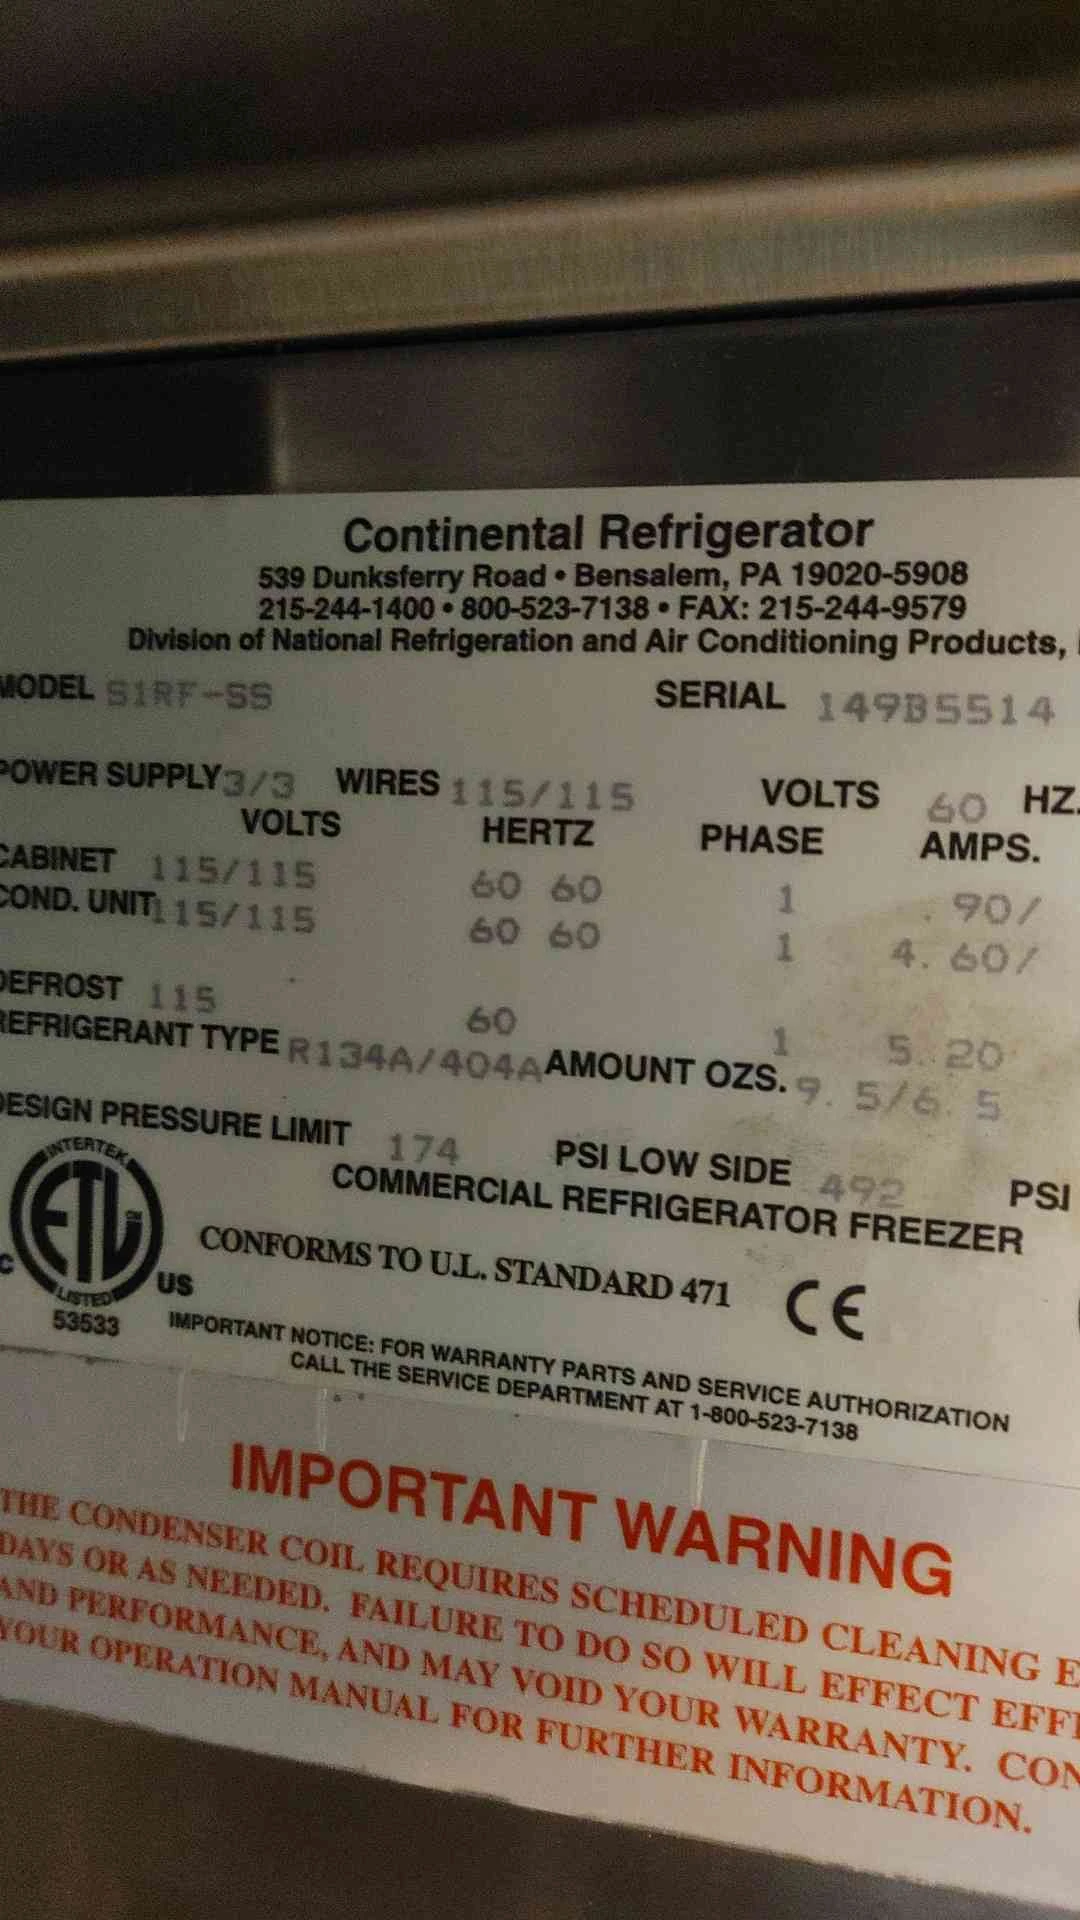 Continental Refrigerator
539 Dunksferry Road • Bensalem, PA 19020-5908
215-244-1400 • 800-523-7138 • FAX: 215-244-9579
Division of National Refrigeration and Air Conditioning Products,
MODEL S1RF-SS SERIAL 149B5514
POWER SUPPLY 3/3 WIRES 115/115 VOLTS 60 HZ.
VOLTS HERTZ PHASE AMPS.
CABINET 115/115 60 60 1 .90/
COND. UNIT 115/115 60 60 1 4.60/
DEFROST 115 60 1 5.20
REFRIGERANT TYPE R134A/404A AMOUNT OZS. 9.5/6.5
DESIGN PRESSURE LIMIT 174 PSI LOW SIDE 492 PSI
COMMERCIAL REFRIGERATOR FREEZER
INTERTEK
ETL CM
LISTED
C US
53533
CONFORMS TO U.L. STANDARD 471 CE
IMPORTANT NOTICE: FOR WARRANTY PARTS AND SERVICE AUTHORIZATION
CALL THE SERVICE DEPARTMENT AT 1-800-523-7138
IMPORTANT WARNING
THE CONDENSER COIL REQUIRES SCHEDULED CLEANING E
DAYS OR AS NEEDED. FAILURE TO DO SO WILL EFFECT EFFI
AND PERFORMANCE, AND MAY VOID YOUR WARRANTY. CON
YOUR OPERATION MANUAL FOR FURTHER INFORMATION.